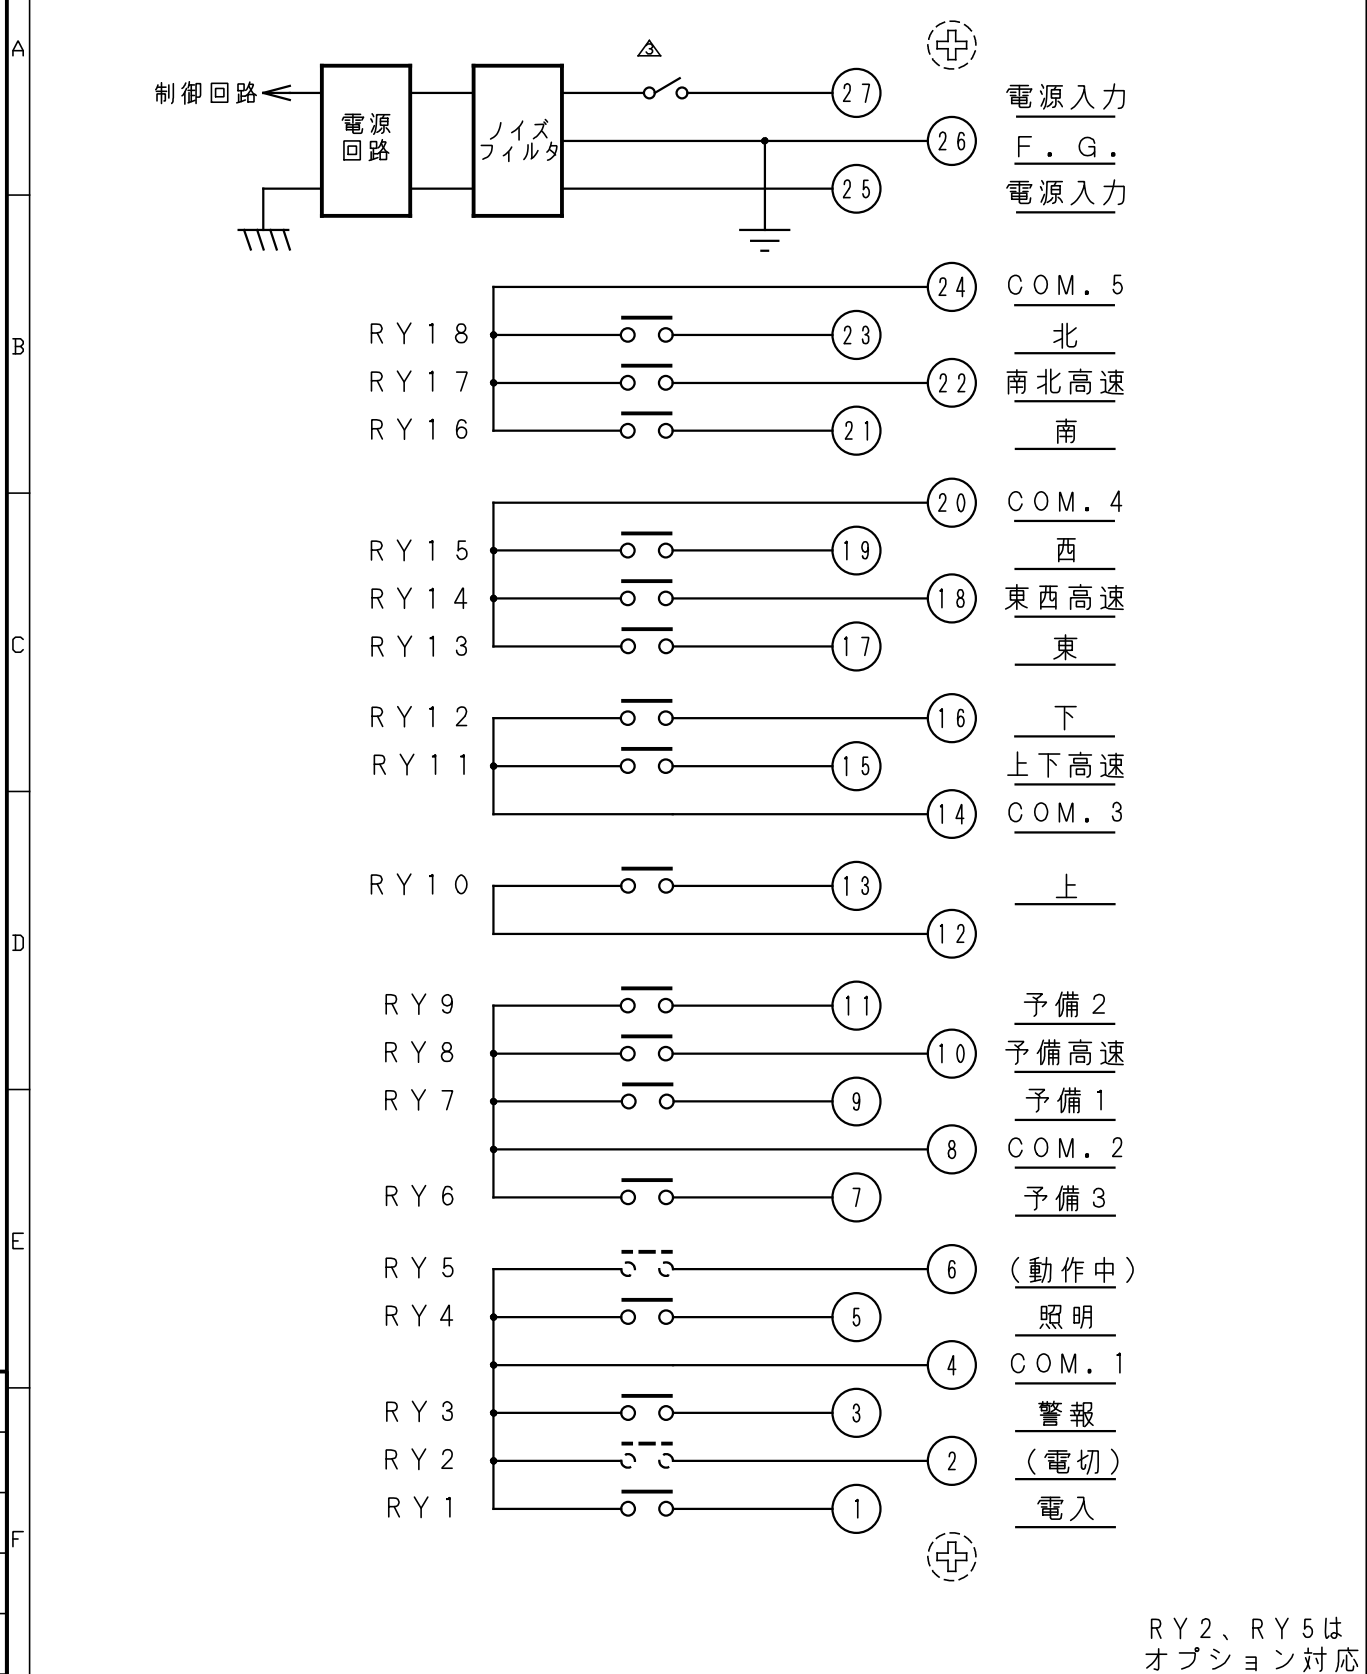 A
3
制御回路
電源
回路
ノイズ
フィルタ
27 電源入力
26 F.G.
25 電源入力
24 COM.5
B
RY18 23 北
RY17 22 南北高速
RY16 21 南
20 COM.4
RY15 19 西
RY14 18 東西高速
C
RY13 17 東
RY12 16 下
RY11 15 上下高速
14 COM.3
RY10 13 上
12
D
RY9 11 予備2
RY8 10 予備高速
RY7 9 予備1
8 COM.2
RY6 7 予備3
E
RY5 6 (動作中)
RY4 5 照明
4 COM.1
RY3 3 警報
RY2 2 (電切)
RY1 1 電入
F
RY2、RY5は
オプション対応